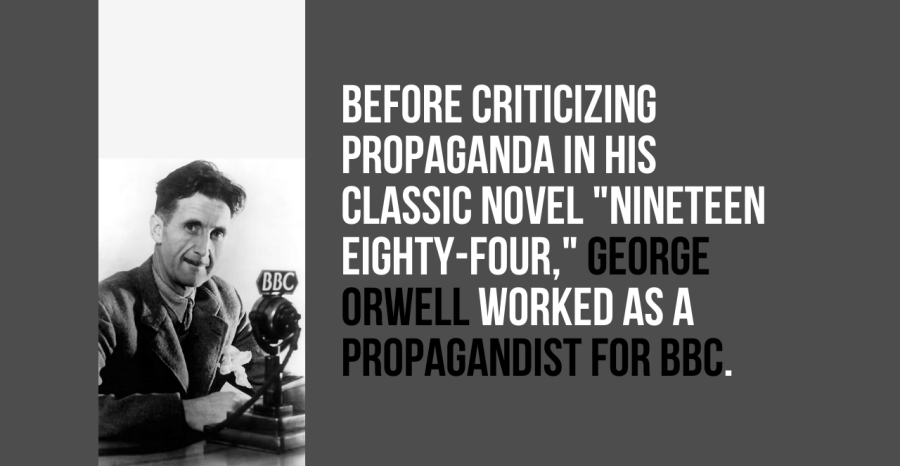 BEFORE CRITICIZING
PROPAGANDA IN HIS
CLASSIC NOVEL "NINETEEN
EIGHTY-FOUR," GEORGE
ORWELL WORKED AS A
PROPAGANDIST FOR BBC.
BBC